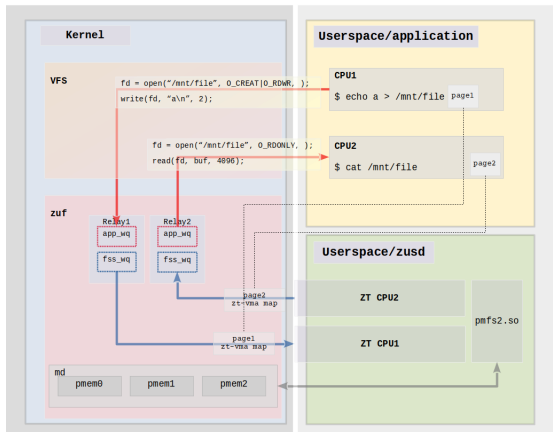 Kernel
VFS
fd = open("/mnt/file", O_CREAT|O_RDWR, );
write(fd, "a\n", 2);
fd = open("/mnt/file", O_RDONLY, );
read(fd, buf, 4096);
zuf
Relay1
app_wq
fss_wq
Relay2
app_wq
fss_wq
page2
zt-vma map
page1
zt-vma map
md
pmem0
pmem1
pmem2
Userspace/application
CPU1
$ echo a > /mnt/file
page1
CPU2
$ cat /mnt/file
page2
Userspace/zusd
ZT CPU2
ZT CPU1
pmfs2.so